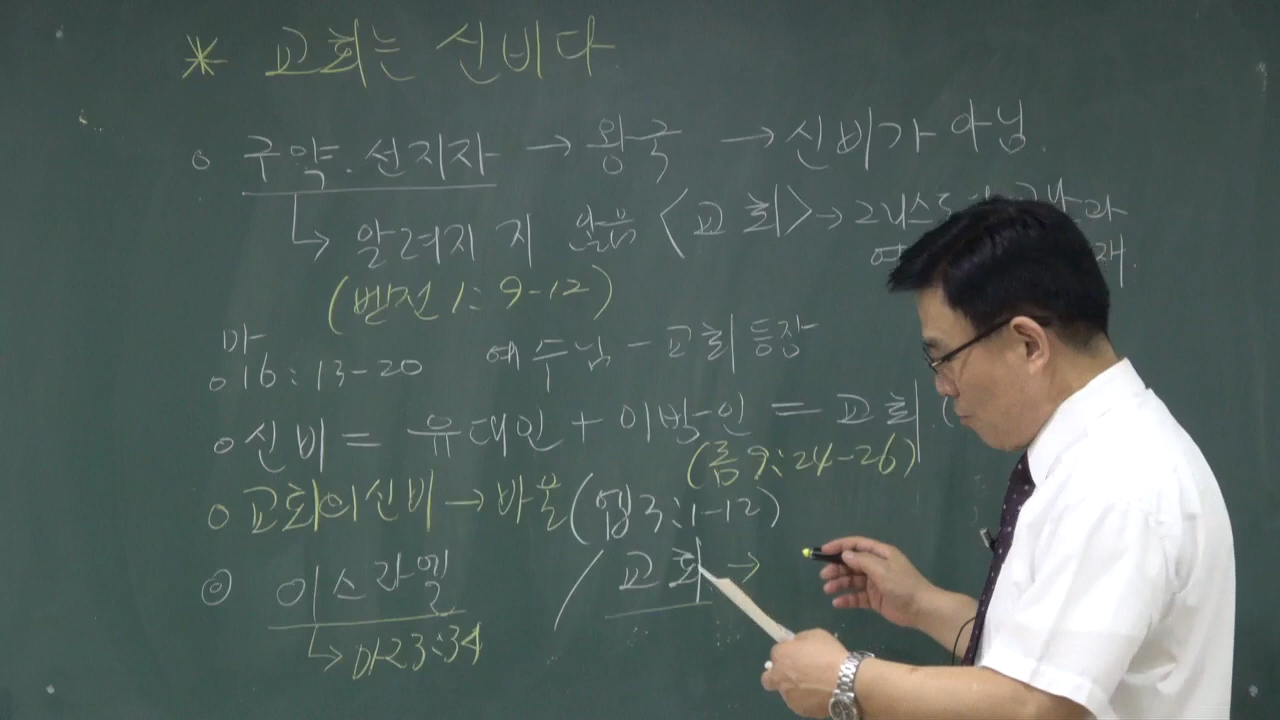 * 교회는 신비다
○ 구약.선지자 → 왕국 → 신비가 아님.
↳ 알려지지 않음 <교회> → 그리스도
(벧전 1: 9-12)
마
○ 16: 13-20 예수님 - 교회 등장
○ 신비 = 유대인 + 이방인 = 교회 (
(롬 9: 24-26)
○ 교회의 신비 → 바울 (엡 3: 1-12)
◎ 이스라엘 / 교회 →
↳ 마 23:34